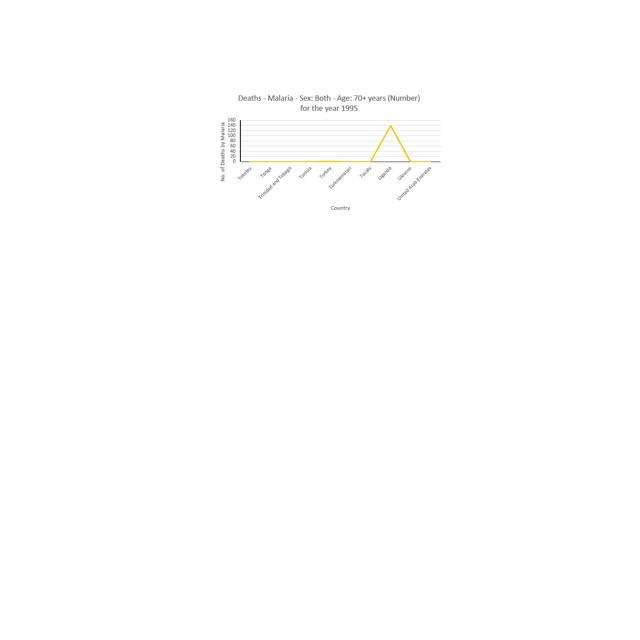 Deaths - Malaria - Sex: Both - Age: 70+ years (Number)
for the year 1995
No. of Deaths by Malaria
160
140
120
100
80
60
40
20
0
Tokelau
Tonga
Trinidad and Tobago
Tunisia
Turkey
Turkmenistan
Tuvalu
Uganda
Ukraine
United Arab Emirates
Country